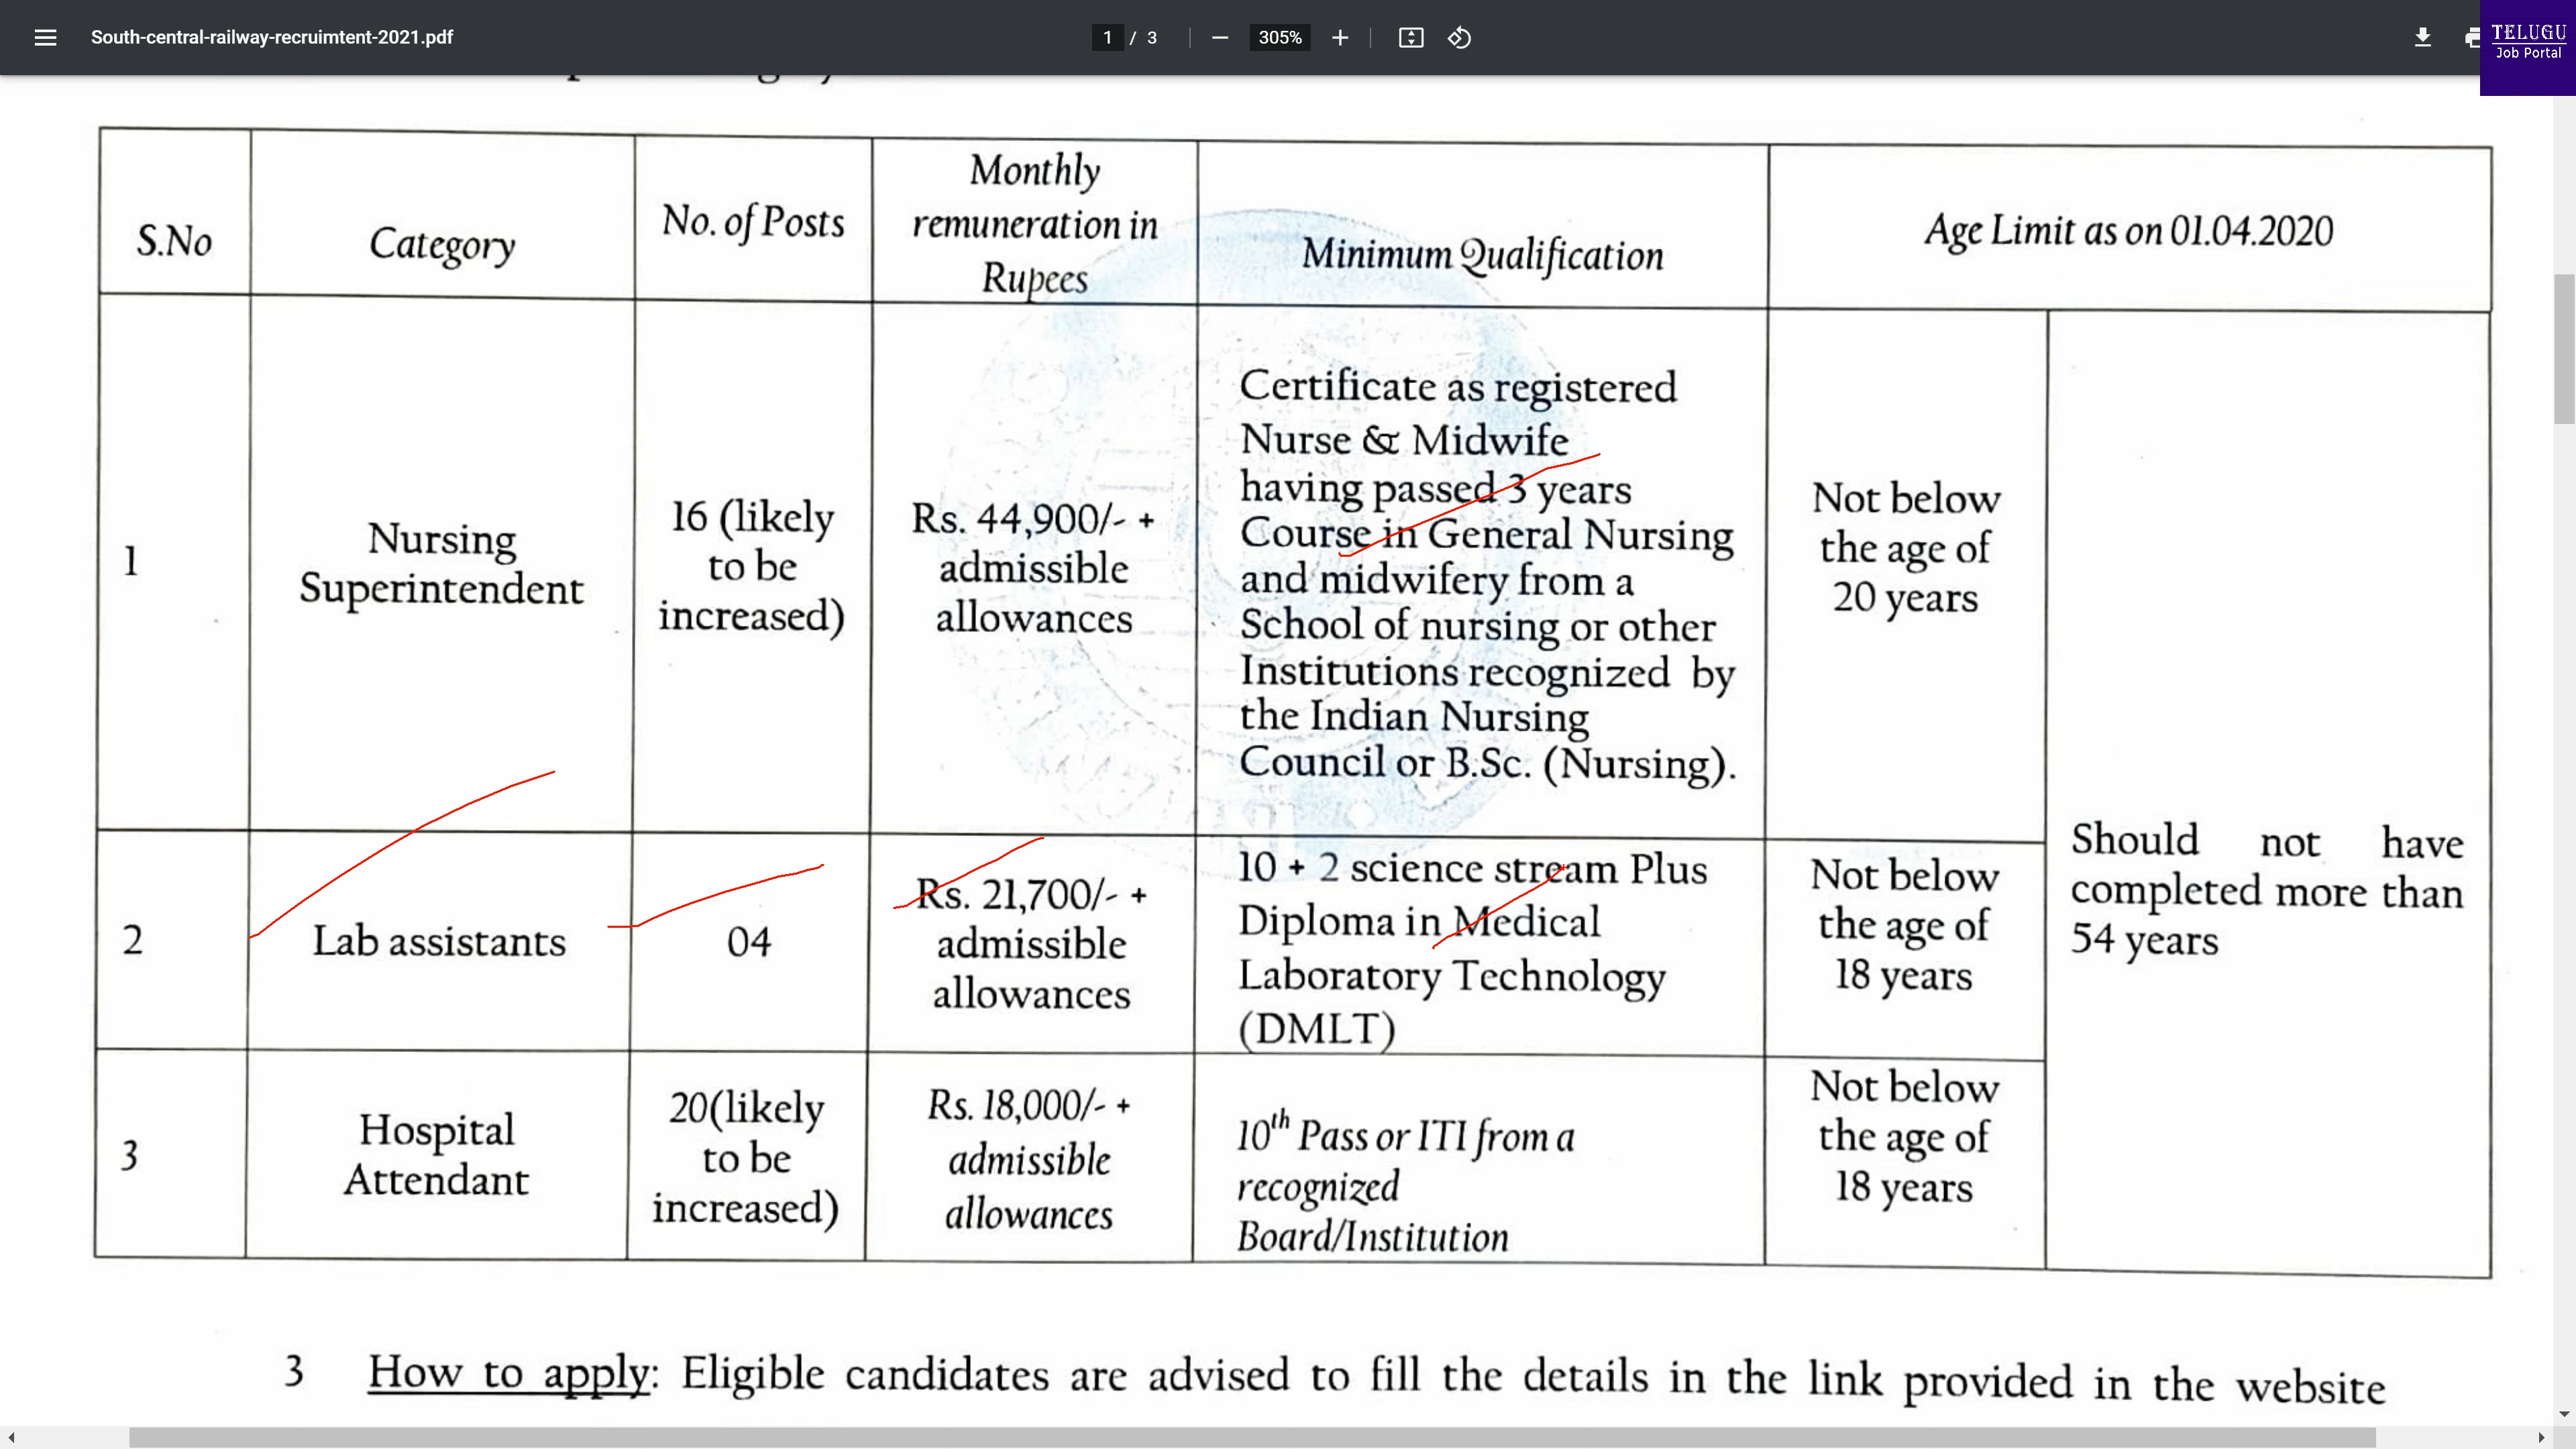 South-central-railway-recruimtent-2021.pdf
1 / 3
305%
TELUGU
Job Portal
S.No
Category
No. of Posts
Monthly
remuneration in
Rupees
Minimum Qualification
Age Limit as on 01.04.2020
1
Nursing
Superintendent
16 (likely
to be
increased)
Rs. 44,900/- +
admissible
allowances
Certificate as registered
Nurse & Midwife
having passed 3 years
Course in General Nursing
and midwifery from a
School of nursing or other
Institutions recognized by
the Indian Nursing
Council or B.Sc. (Nursing).
Not below
the age of
20 years
Should not have
completed more than
54 years
2
Lab assistants
04
Rs. 21,700/- +
admissible
allowances
10 + 2 science stream Plus
Diploma in Medical
Laboratory Technology
(DMLT)
Not below
the age of
18 years
3
Hospital
Attendant
20(likely
to be
increased)
Rs. 18,000/- +
admissible
allowances
10th Pass or ITI from a
recognized
Board/Institution
Not below
the age of
18 years
3 How to apply: Eligible candidates are advised to fill the details in the link provided in the website